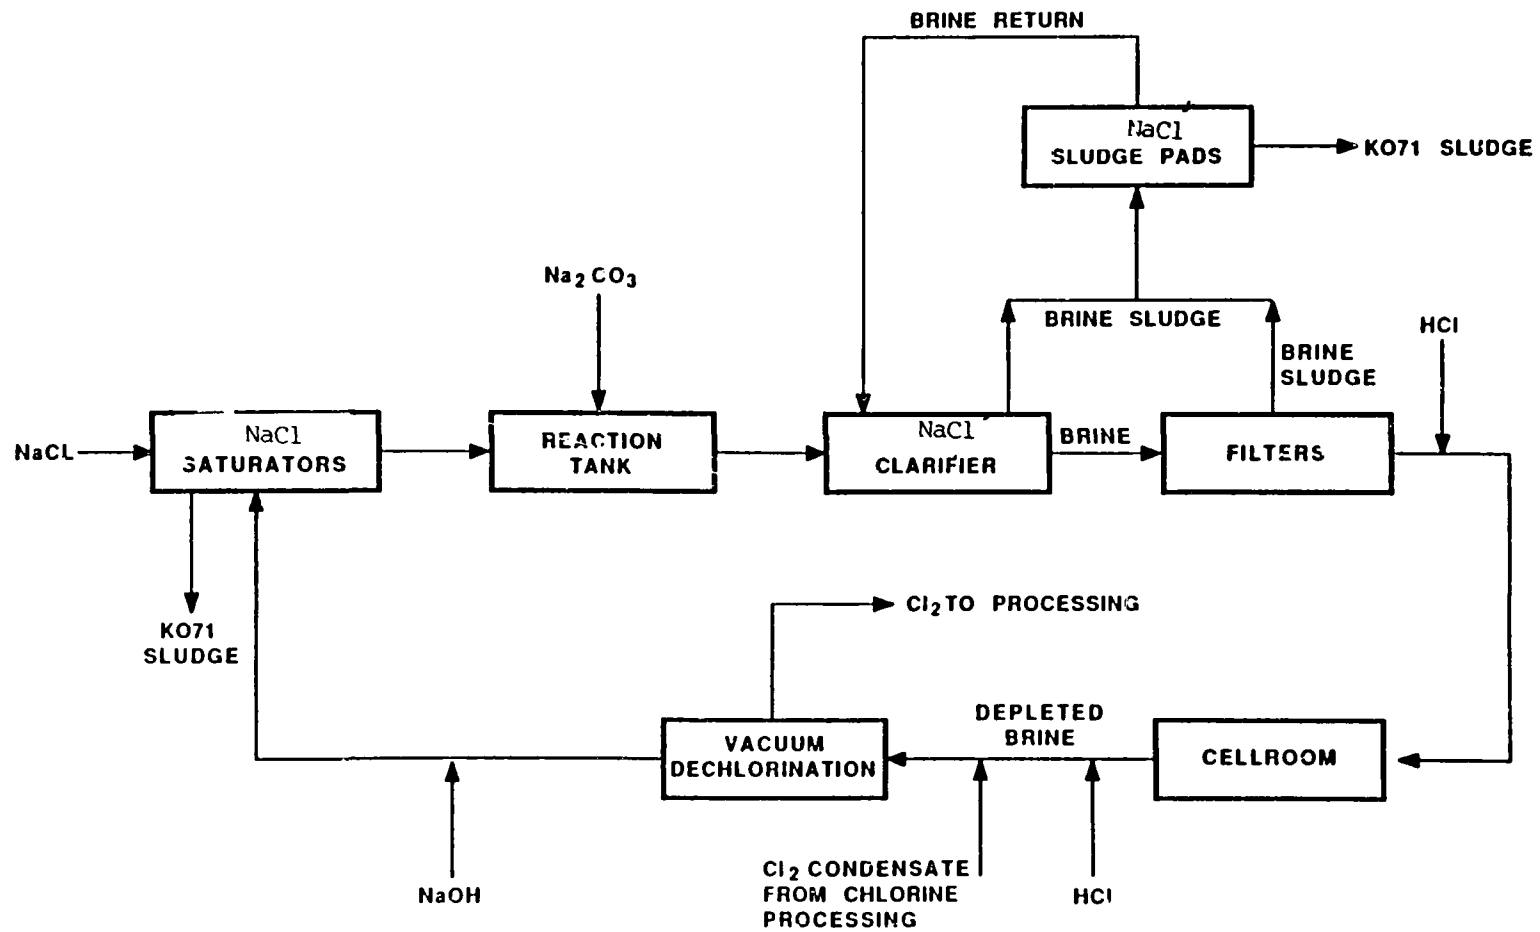 BRINE RETURN
NaCl
SLUDGE PADS
KO71 SLUDGE
Na2CO3
BRINE SLUDGE
BRINE
SLUDGE
HCl
NaCL
NaCl
SATURATORS
REACTION
TANK
NaCl
CLARIFIER
BRINE
FILTERS
KO71
SLUDGE
Cl2 TO PROCESSING
DEPLETED
BRINE
VACUUM
DECHLORINATION
CELLROOM
NaOH
Cl2 CONDENSATE
FROM CHLORINE
PROCESSING
HCl